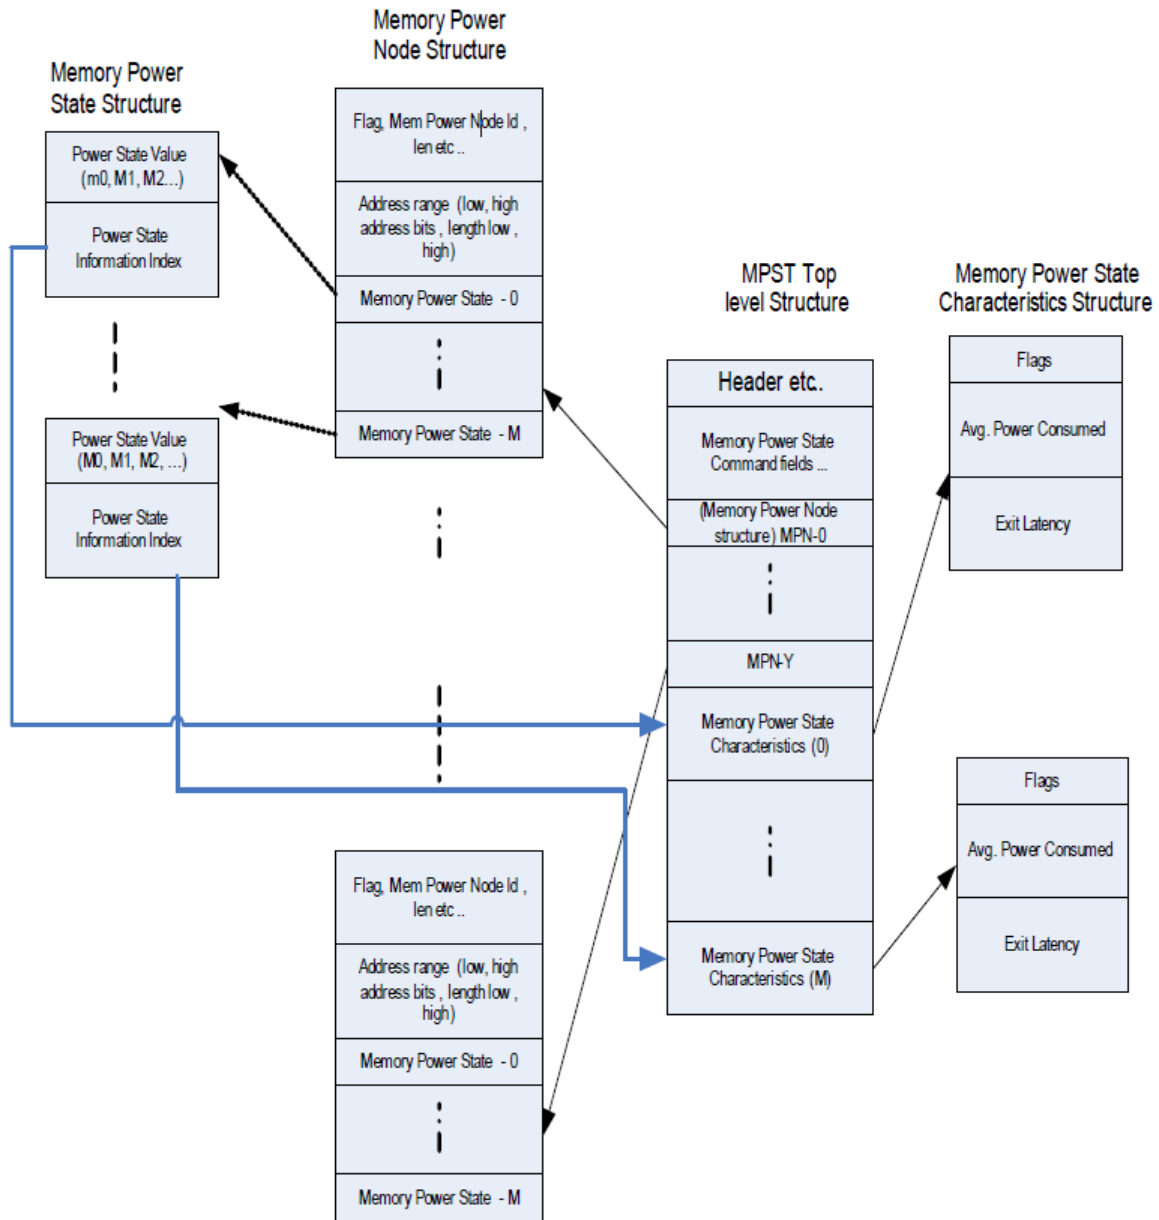 Memory Power
Node Structure
Memory Power
State Structure
Power State Value
(m0, M1, M2...)
Power State
Information Index
Power State Value
(M0, M1, M2, ...)
Power State
Information Index
Flag, Mem Power Node Id ,
len etc ..
Address range (low, high
address bits , length low ,
high)
Memory Power State - 0
Memory Power State - M
Flag, Mem Power Node Id ,
len etc ..
Address range (low, high
address bits , length low ,
high)
Memory Power State - 0
Memory Power State - M
MPST Top
level Structure
Header etc..
Memory Power State
Command fields ...
(Memory Power Node
structure) MPN-0
MPN-Y
Memory Power State
Characteristics (0)
Memory Power State
Characteristics (M)
Memory Power State
Characteristics Structure
Flags
Avg. Power Consumed
Exit Latency
Flags
Avg. Power Consumed
Exit Latency